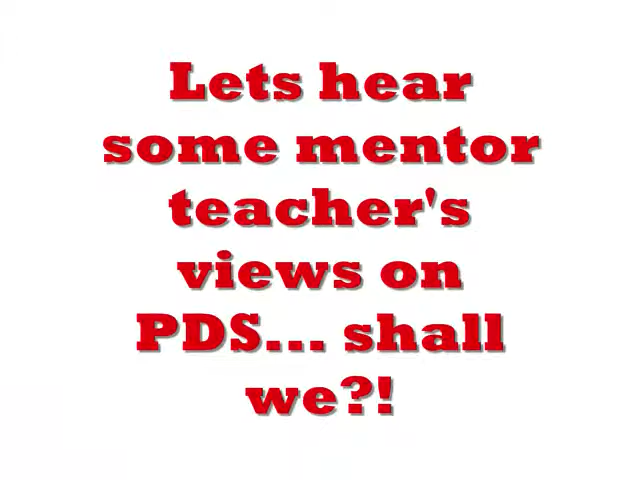 Lets hear
some mentor
teacher's
views on
PDS... shall
we?!